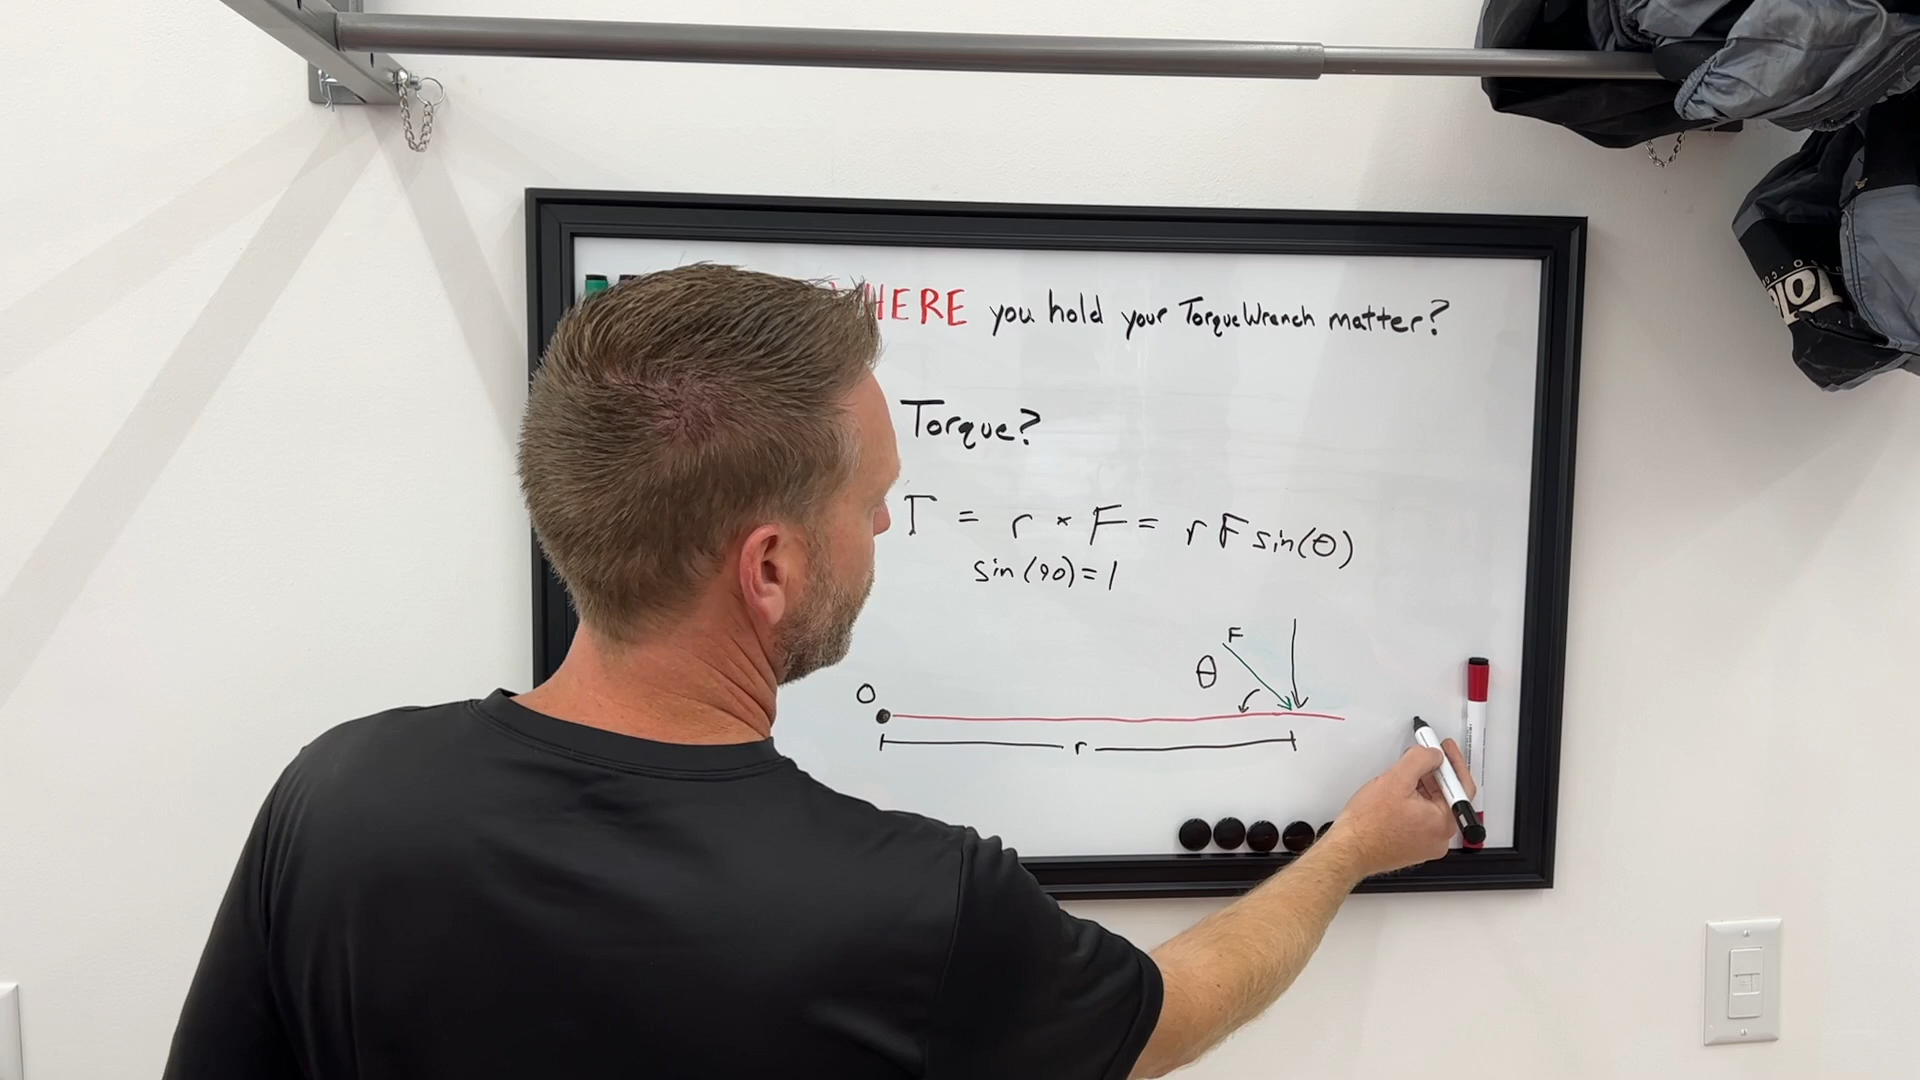 WHERE you hold your TorqueWrench matter?
Torque?
T = r × F = r F sin(θ)
sin(90)=1
F
θ
O
r